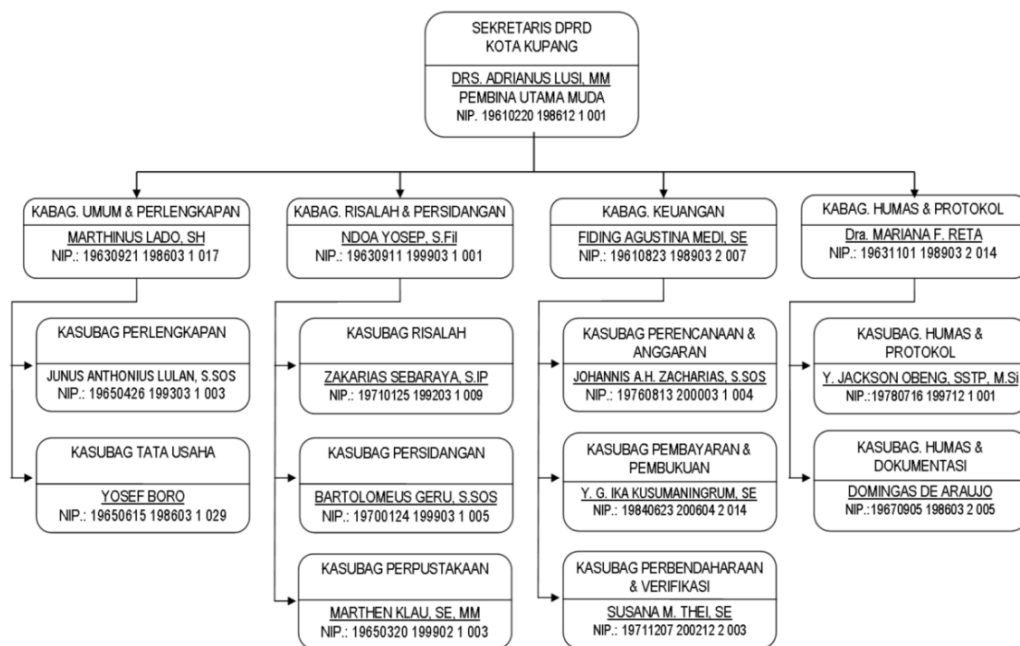 SEKRETARIS DPRD
KOTA KUPANG
DRS. ADRIANUS LUSI, MM
PEMBINA UTAMA MUDA
NIP. 19610220 198612 1 001
KABAG. UMUM & PERLENGKAPAN
MARTHINUS LADO, SH
NIP.: 19630921 198603 1 017
KABAG. RISALAH & PERSIDANGAN
NDOA YOSEP, S.Fil
NIP.: 19630911 199903 1 001
KABAG. KEUANGAN
FIDING AGUSTINA MEDI, SE
NIP.: 19610823 198903 2 007
KABAG. HUMAS & PROTOKOL
Dra. MARIANA F. RETA
NIP.: 19631101 198903 2 014
KASUBAG PERLENGKAPAN
JUNUS ANTHONIUS LULAN, S.SOS
NIP.: 19650426 199303 1 003
KASUBAG TATA USAHA
YOSEF BORO
NIP.: 19650615 198603 1 029
KASUBAG RISALAH
ZAKARIAS SEBARAYA, S.IP
NIP.: 19710125 199203 1 009
KASUBAG PERSIDANGAN
BARTOLOMEUS GERU, S.SOS
NIP.: 19700124 199903 1 005
KASUBAG PERPUSTAKAAN
MARTHEN KLAU, SE, MM
NIP.: 19650320 199902 1 003
KASUBAG PERENCANAAN &
ANGGARAN
JOHANNIS A.H. ZACHARIAS, S.SOS
NIP.: 19760813 200003 1 004
KASUBAG PEMBAYARAN &
PEMBUKUAN
Y. G. IKA KUSUMANINGRUM, SE
NIP.: 19840623 200604 2 014
KASUBAG PERBENDAHARAAN
& VERIFIKASI
SUSANA M. THEI, SE
NIP.: 19711207 200212 2 003
KASUBAG. HUMAS &
PROTOKOL
Y. JACKSON OBENG, SSTP, M.Si
NIP.:19780716 199712 1 001
KASUBAG. HUMAS &
DOKUMENTASI
DOMINGAS DE ARAUJO
NIP.:19670905 198603 2 005